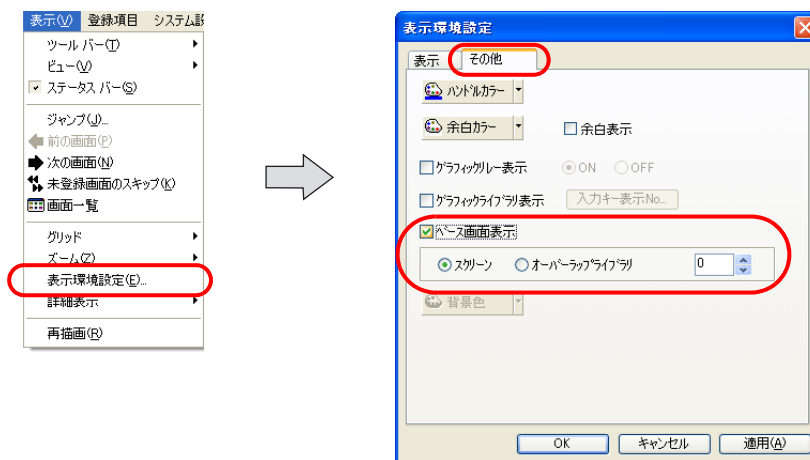 表示(V) 登録項目 システム設
ツール バー(T)
ビュー(V)
ステータス バー(S)
ジャンプ(J)...
前の画面(P)
次の画面(N)
未登録画面のスキップ(K)
画面一覧
グリッド
ズーム(Z)
表示環境設定(E)...
詳細表示
再描画(R)
表示環境設定
表示 その他
ハンドルカラー
余白カラー 余白表示
グラフィックリレー表示 ON OFF
グラフィックライブラリ表示 入力キー表示No...
ベース画面表示
スクリーン オーバーラップライブラリ 0
背景色
OK キャンセル 適用(A)